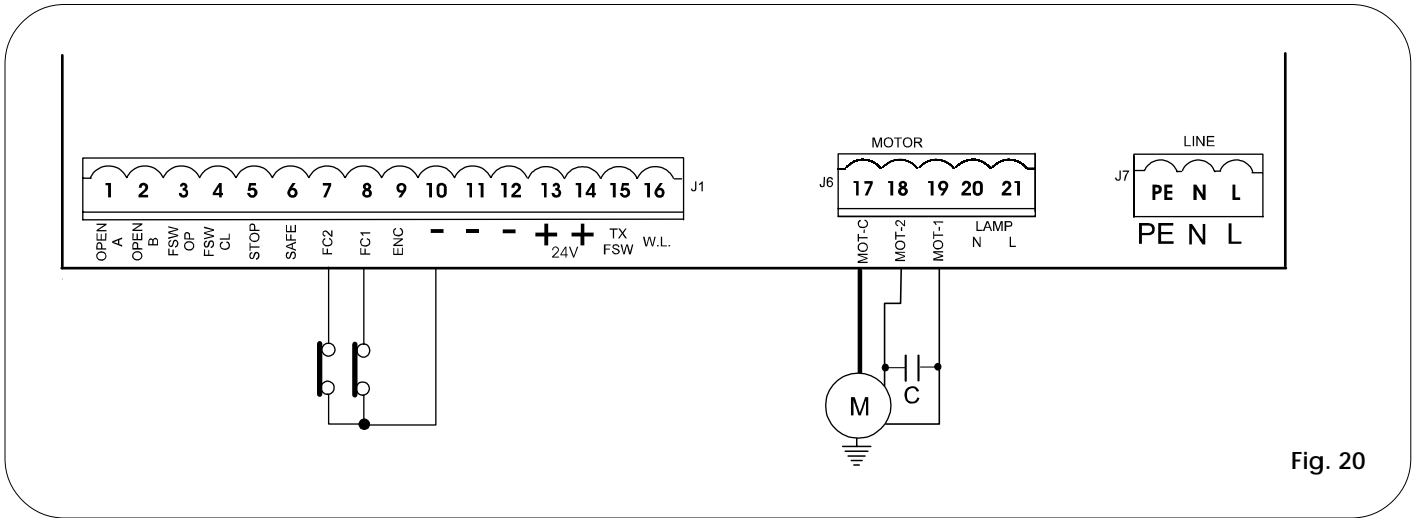 MOTOR
LINE
1 2 3 4 5 6 7 8 9 10 11 12 13 14 15 16
J1
J6
17 18 19 20 21
J7
PE N L
OPEN A
OPEN B
FSW OP
FSW CL
STOP
SAFE
FC2
FC1
ENC
- - - + +
24V
TX FSW
W.L.
MOT-C
MOT-2
MOT-1
LAMP
N L
PE N L
C
M
Fig. 20